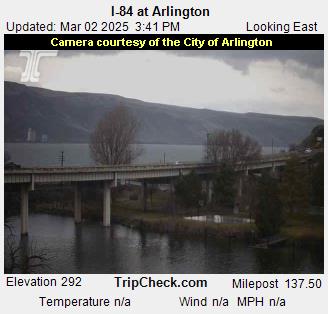 I-84 at Arlington
Updated: Mar 02 2025 3:41 PM Looking East
Camera courtesy of the City of Arlington
Elevation 292 TripCheck.com Milepost 137.50
Temperature n/a Wind n/a MPH n/a